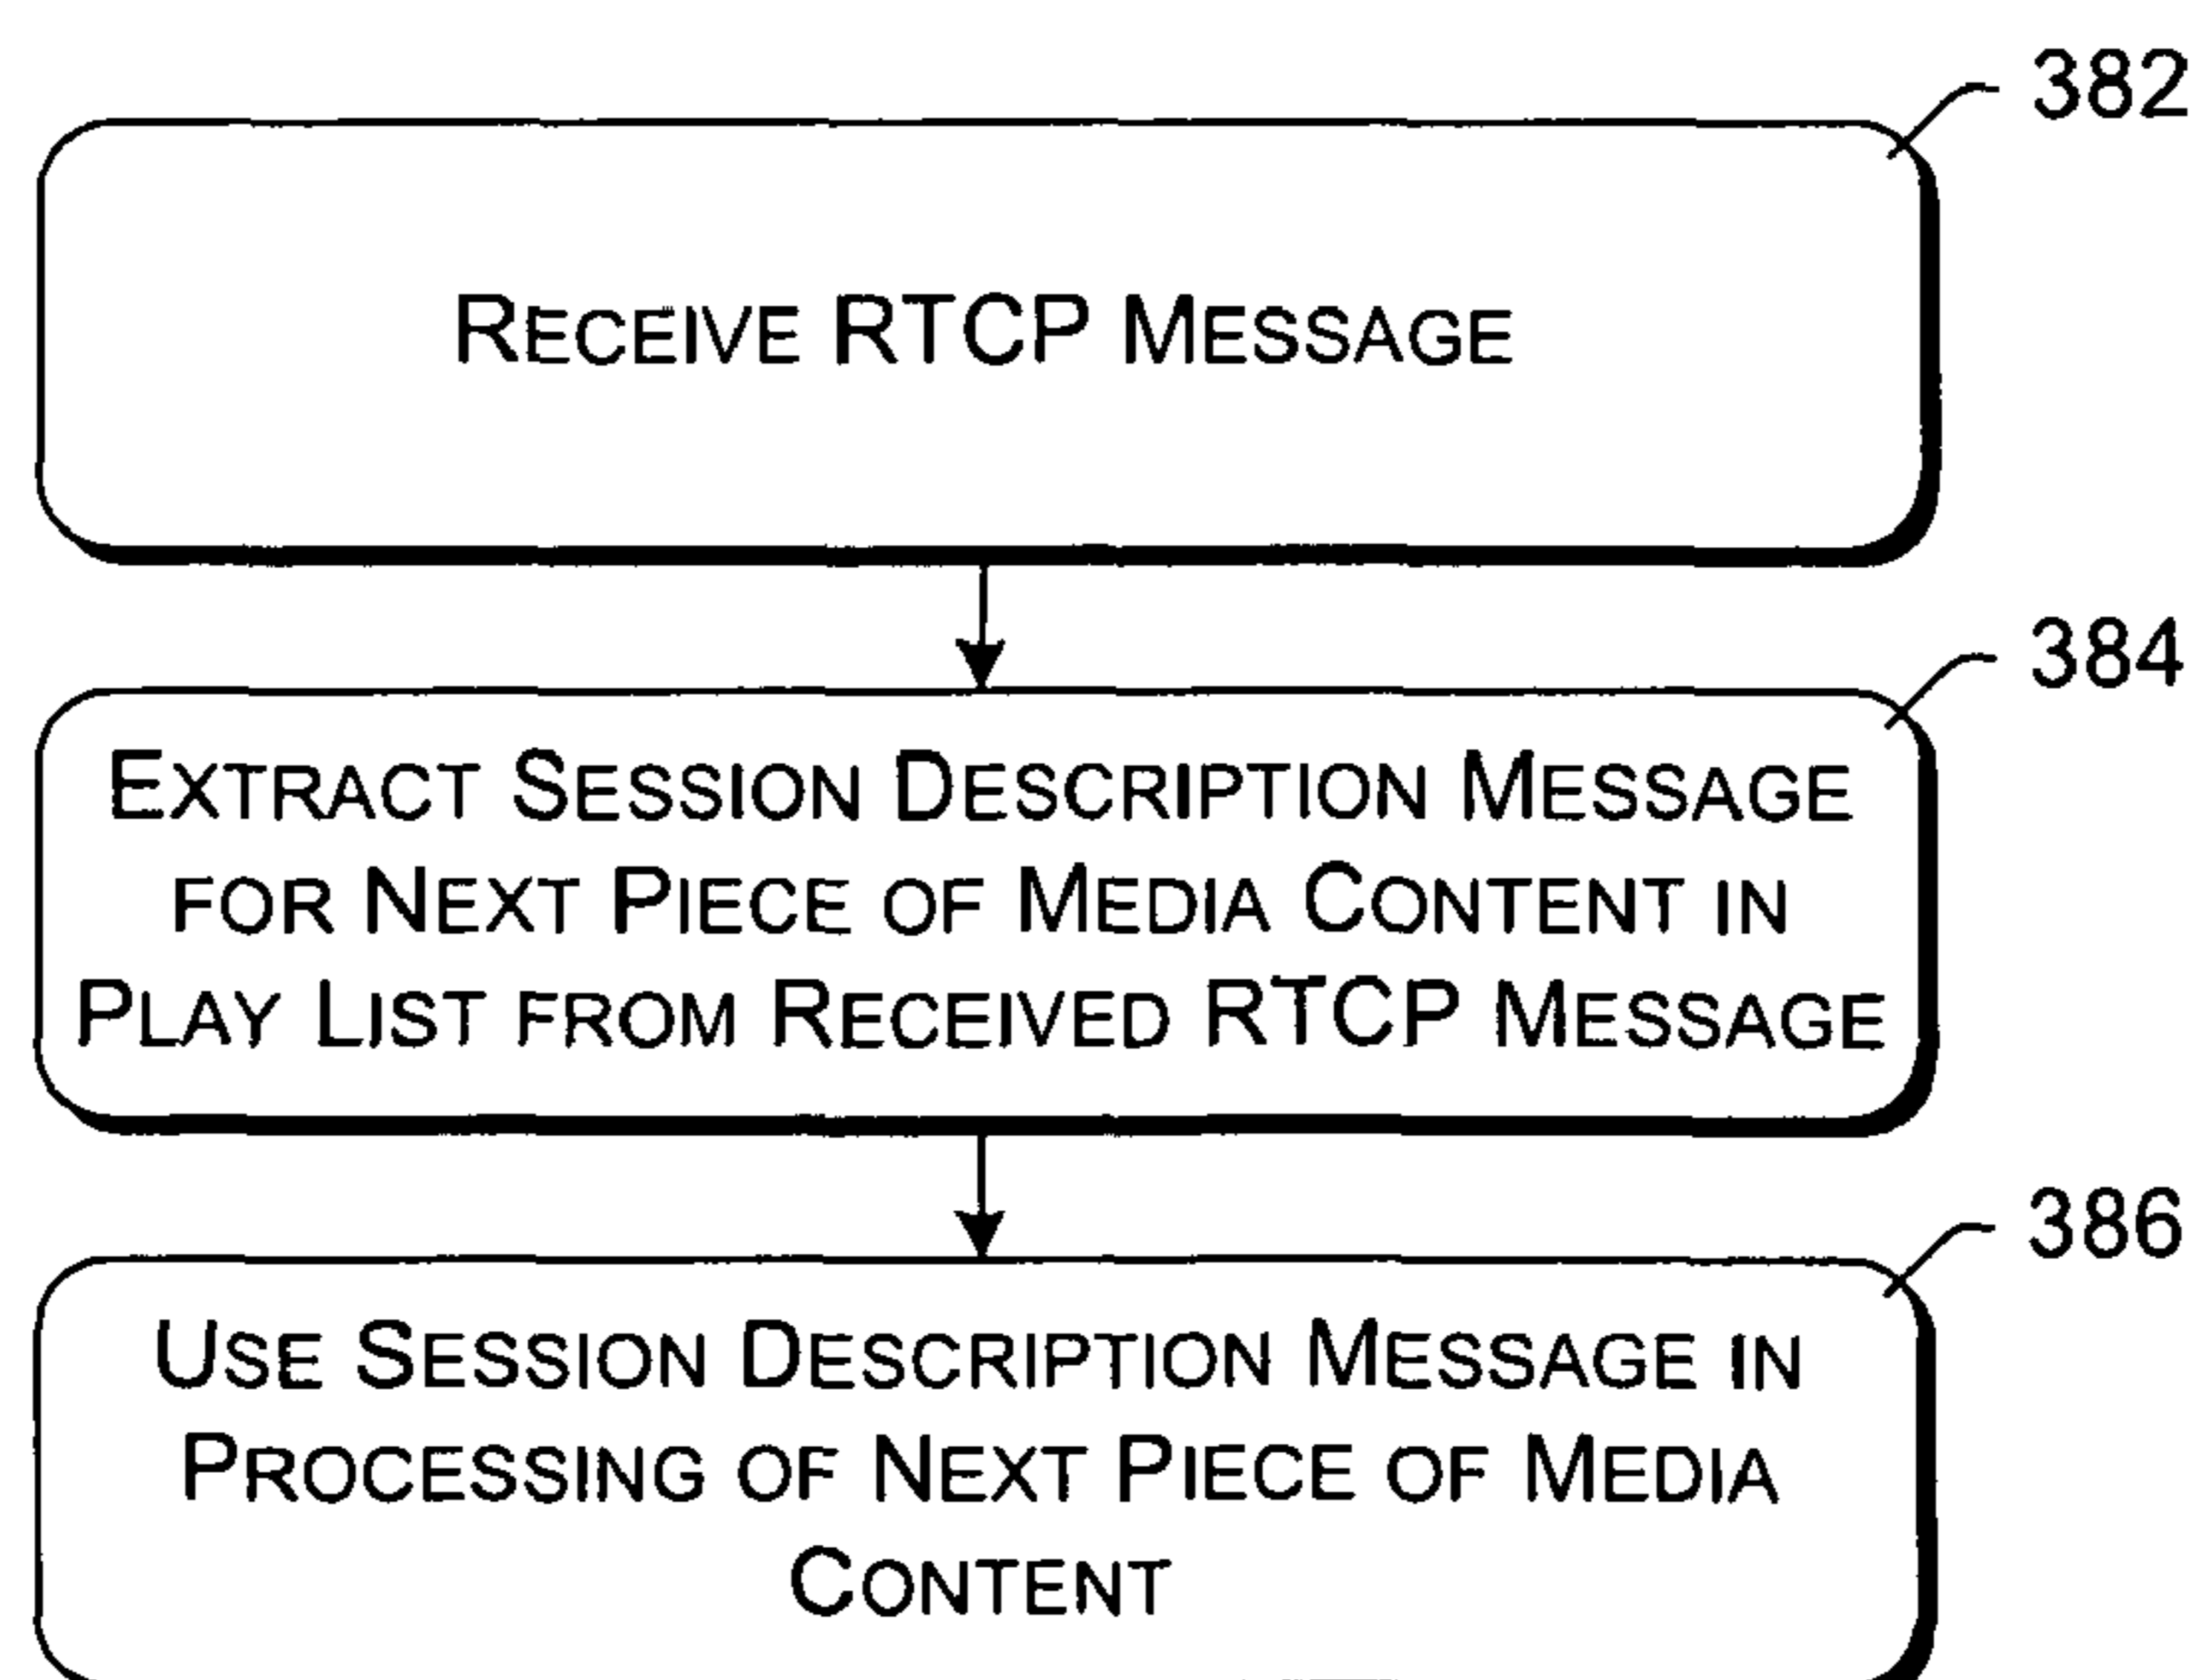 382
RECEIVE RTCP MESSAGE
384
EXTRACT SESSION DESCRIPTION MESSAGE
FOR NEXT PIECE OF MEDIA CONTENT IN
PLAY LIST FROM RECEIVED RTCP MESSAGE
386
USE SESSION DESCRIPTION MESSAGE IN
PROCESSING OF NEXT PIECE OF MEDIA
CONTENT